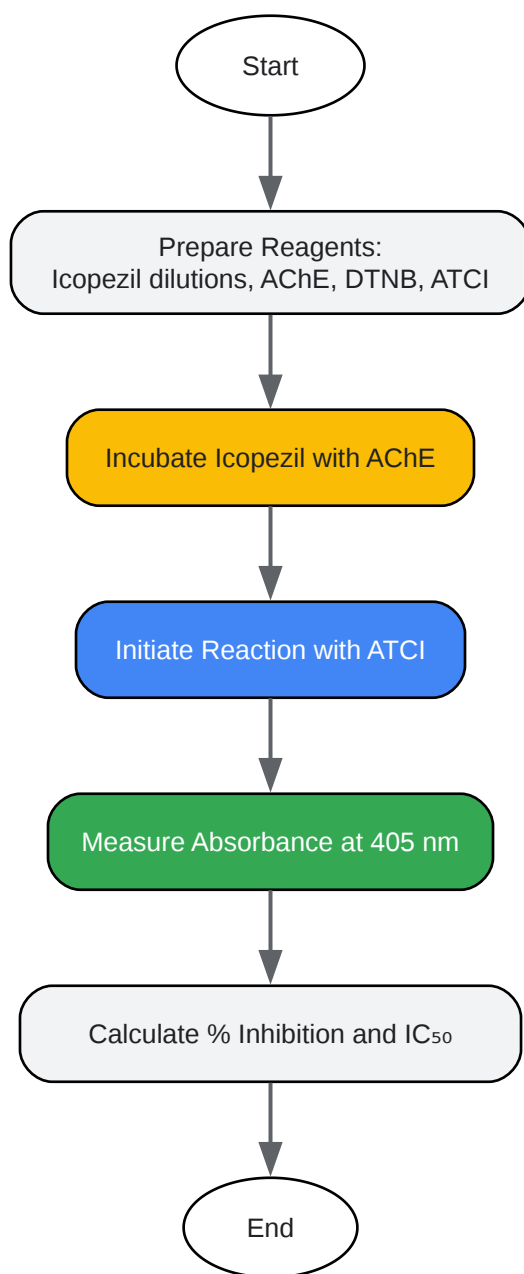 Start
Prepare Reagents:
Icopezil dilutions, AChE, DTNB, ATCI
Incubate Icopezil with AChE
Initiate Reaction with ATCI
Measure Absorbance at 405 nm
Calculate % Inhibition and IC₅₀
End